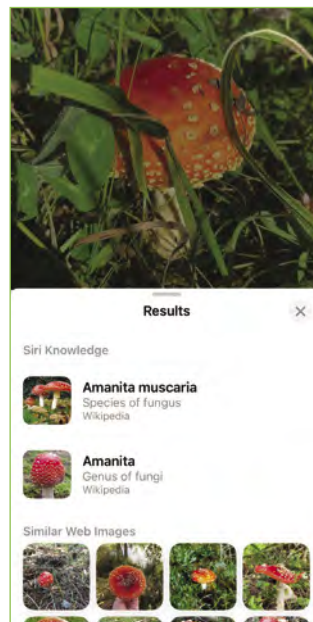 Results
Siri Knowledge
Amanita muscaria
Species of fungus
Wikipedia
Amanita
Genus of fungi
Wikipedia
Similar Web Images